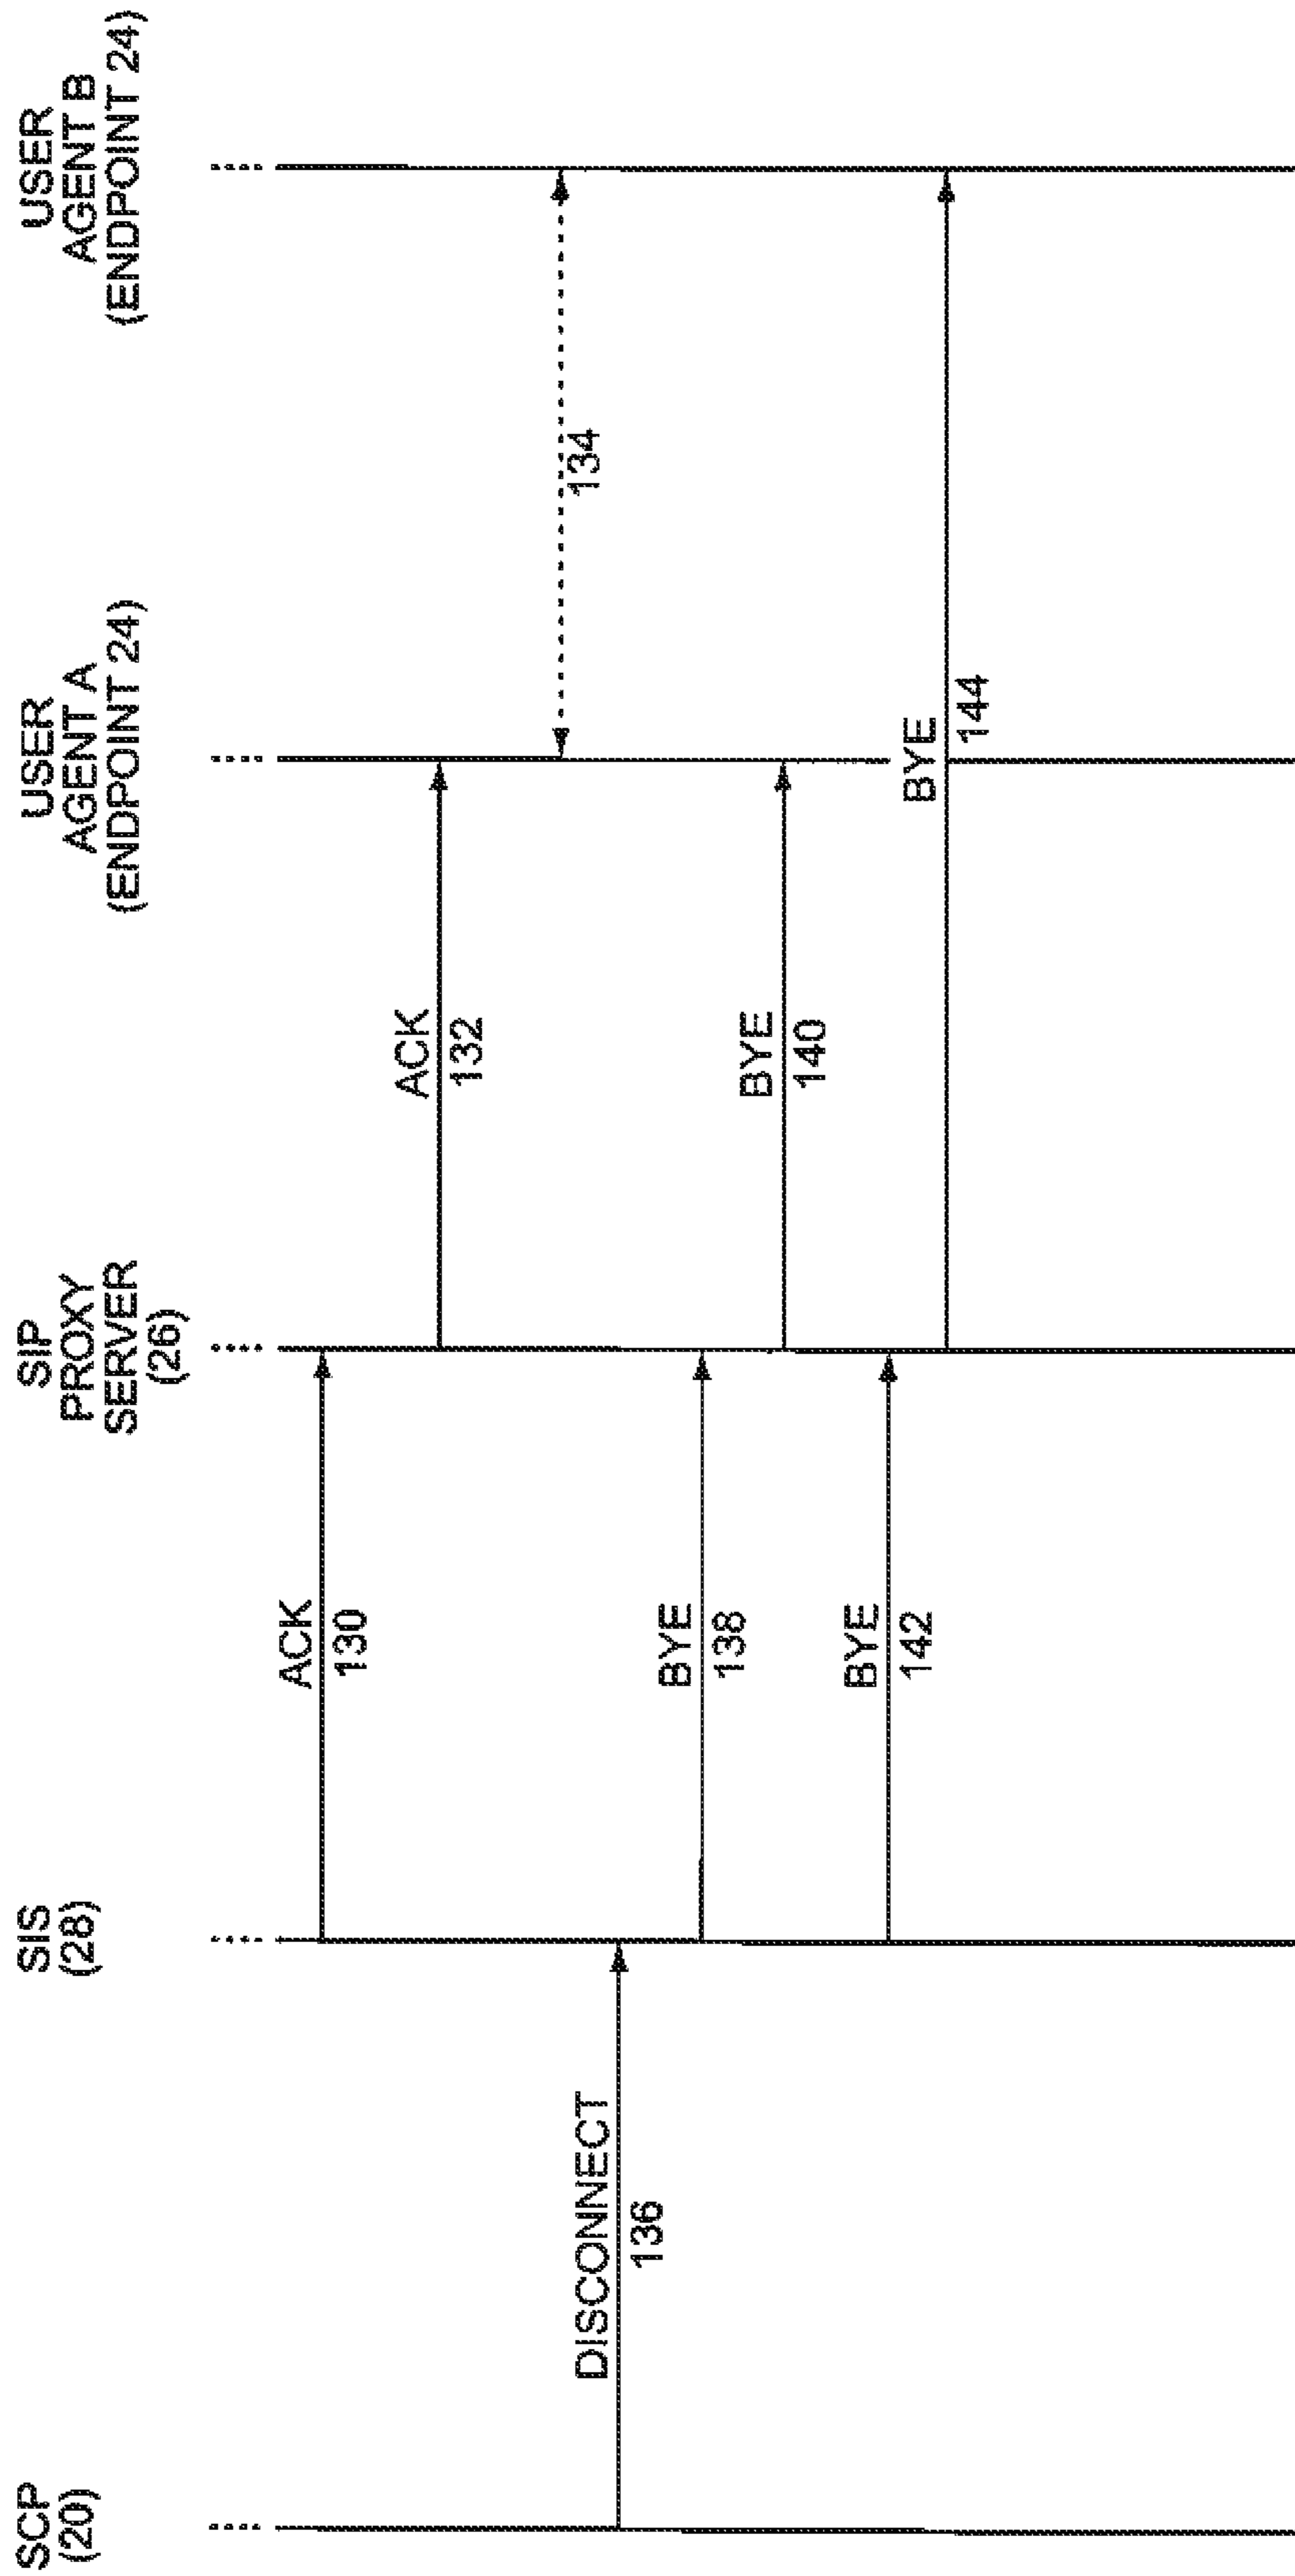 SCP
(20)
SIS
(28)
SIP
PROXY
SERVER
(26)
USER
AGENT A
(ENDPOINT 24)
USER
AGENT B
(ENDPOINT 24)
ACK
130
ACK
132
134
DISCONNECT
136
BYE
138
BYE
140
BYE
142
BYE
144